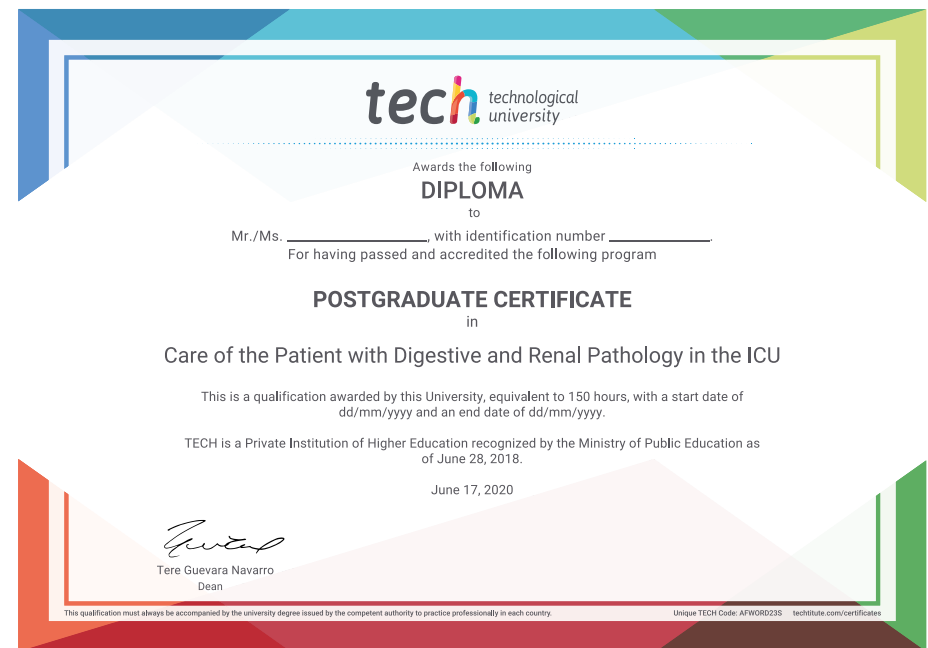 tech technological
university
Awards the following
DIPLOMA
to
Mr./Ms. ____________________, with identification number ______________.
For having passed and accredited the following program
POSTGRADUATE CERTIFICATE
in
Care of the Patient with Digestive and Renal Pathology in the ICU
This is a qualification awarded by this University, equivalent to 150 hours, with a start date of
dd/mm/yyyy and an end date of dd/mm/yyyy.
TECH is a Private Institution of Higher Education recognized by the Ministry of Public Education as
of June 28, 2018.
June 17, 2020
Tere Guevara Navarro
Dean
This qualification must always be accompanied by the university degree issued by the competent authority to practice professionally in each country.
Unique TECH Code: AFWORD23S techtitute.com/certificates